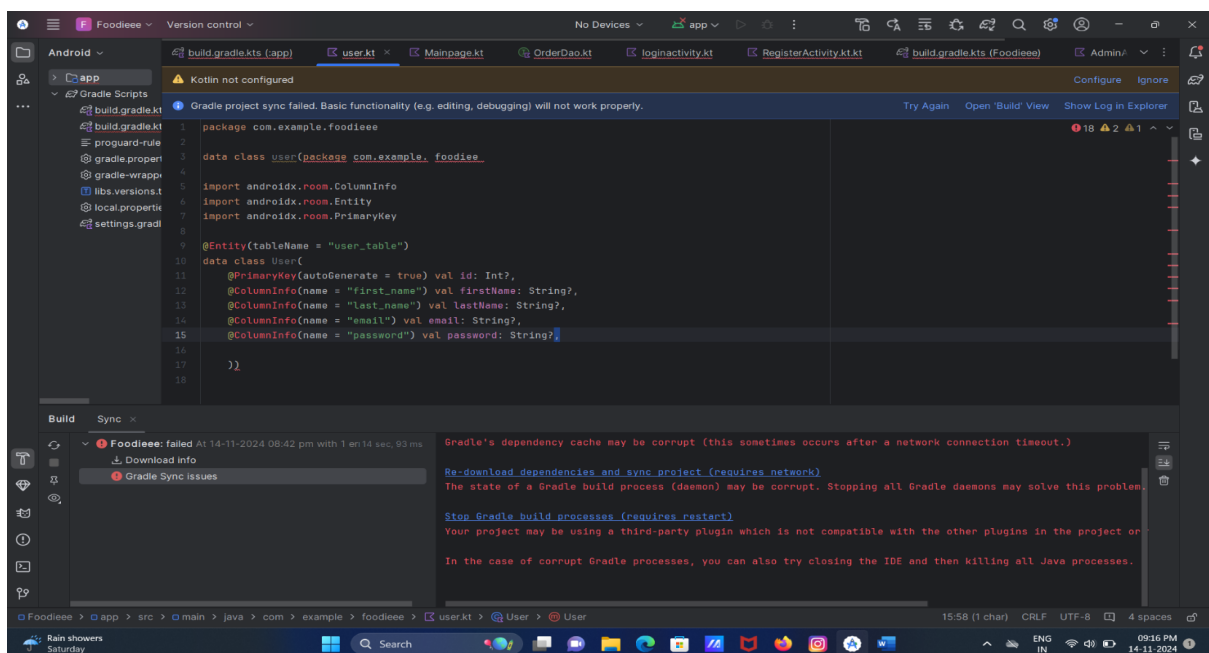 F Foodieee Version control No Devices app
Android
build.gradle.kts (:app) user.kt Mainpage.kt OrderDao.kt loginactivity.kt RegisterActivity.kt.kt build.gradle.kts (Foodieee) AdminA
app
Gradle Scripts
build.gradle.kt
build.gradle.kt
proguard-rule
gradle.propert
gradle-wrappe
libs.versions.t
local.propertie
settings.gradl
Kotlin not configured Configure Ignore
Gradle project sync failed. Basic functionality (e.g. editing, debugging) will not work properly. Try Again Open 'Build' View Show Log in Explorer
18 2 1
1 package com.example.foodieee
2
3 data class user(package com.example. foodiee
4
5 import androidx.room.ColumnInfo
6 import androidx.room.Entity
7 import androidx.room.PrimaryKey
8
9 @Entity(tableName = "user_table")
10 data class User(
11 @PrimaryKey(autoGenerate = true) val id: Int?,
12 @ColumnInfo(name = "first_name") val firstName: String?,
13 @ColumnInfo(name = "last_name") val lastName: String?,
14 @ColumnInfo(name = "email") val email: String?,
15 @ColumnInfo(name = "password") val password: String?,
16
17 ))
18
Build Sync
Foodieee: failed At 14-11-2024 08:42 pm with 1 en 14 sec, 93 ms
Download info
Gradle Sync issues
Gradle's dependency cache may be corrupt (this sometimes occurs after a network connection timeout.)
Re-download dependencies and sync project (requires network)
The state of a Gradle build process (daemon) may be corrupt. Stopping all Gradle daemons may solve this problem.
Stop Gradle build processes (requires restart)
Your project may be using a third-party plugin which is not compatible with the other plugins in the project or
In the case of corrupt Gradle processes, you can also try closing the IDE and then killing all Java processes.
Foodieee > app > src > main > java > com > example > foodieee > user.kt > User > User 15:58 (1 char) CRLF UTF-8 4 spaces
Rain showers
Saturday
Search
ENG
IN
09:16 PM
14-11-2024